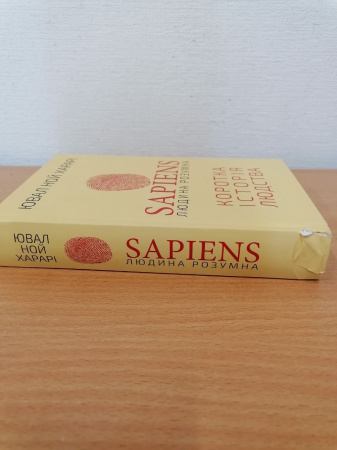 ЮВАЛ НОЙ ХАРАРІ
SAPIENS
ЛЮДИНА РОЗУМНА
КОРОТКА
ІСТОРІЯ
ЛЮДСТВА
ЮВАЛ
НОЙ
ХАРАРІ
SAPIENS
ЛЮДИНА РОЗУМНА